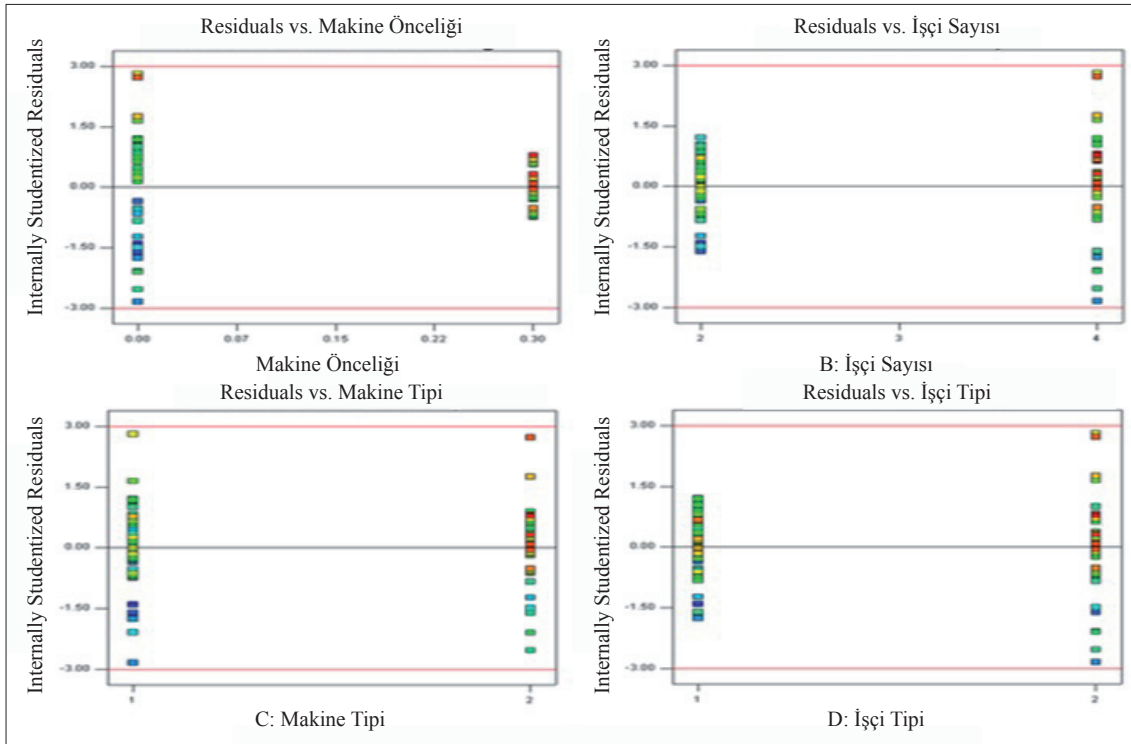 Residuals vs. Makine Önceliği
Internally Studentized Residuals
3.00
1.50
0.00
-1.50
-3.00
0.00
0.07
0.15
0.22
0.30
Makine Önceliği
Residuals vs. İşçi Sayısı
Internally Studentized Residuals
3.00
1.50
0.00
-1.50
-3.00
2
3
4
B: İşçi Sayısı
Residuals vs. Makine Tipi
Internally Studentized Residuals
3.00
1.50
0.00
-1.50
-3.00
1
2
C: Makine Tipi
Residuals vs. İşçi Tipi
Internally Studentized Residuals
3.00
1.50
0.00
-1.50
-3.00
1
2
D: İşçi Tipi